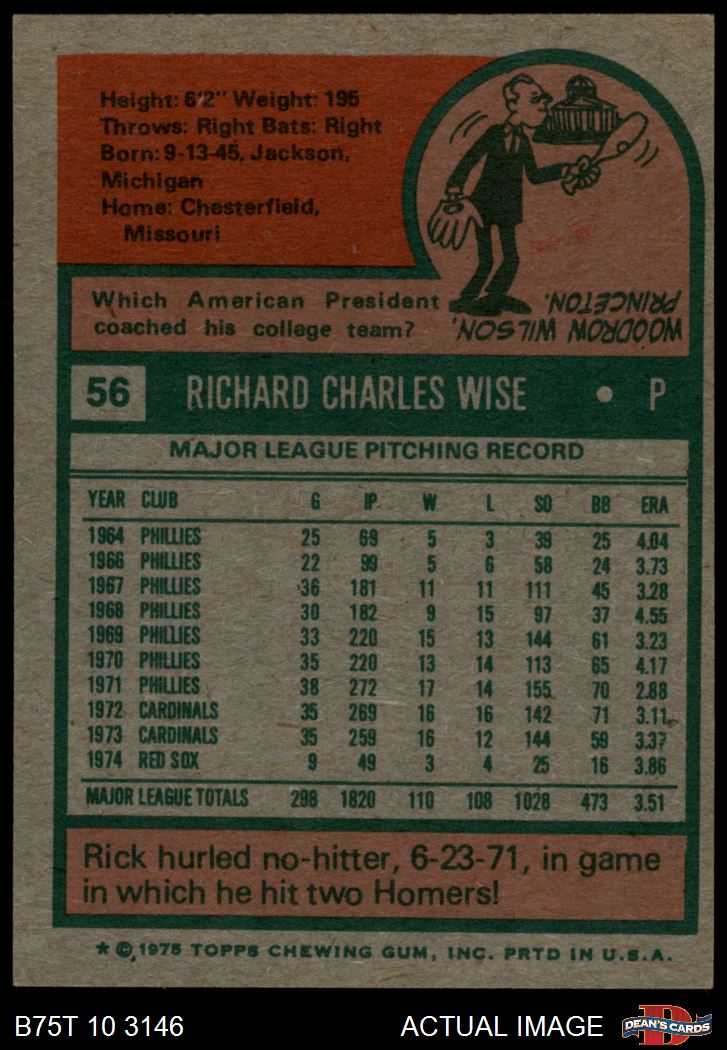 Height: 6'2" Weight: 195
Throws: Right Bats: Right
Born: 9-13-45, Jackson,
Michigan
Home: Chesterfield,
Missouri
Which American President
coached his college team?
WOODROW WILSON,
PRINCETON.
56 RICHARD CHARLES WISE • P
MAJOR LEAGUE PITCHING RECORD
YEAR CLUB G IP W L SO BB ERA
1964 PHILLIES 25 69 5 3 39 25 4.04
1966 PHILLIES 22 99 5 6 58 24 3.73
1967 PHILLIES 36 181 11 11 111 45 3.28
1968 PHILLIES 30 182 9 15 97 37 4.55
1969 PHILLIES 33 220 15 13 144 61 3.23
1970 PHILLIES 35 220 13 14 113 65 4.17
1971 PHILLIES 38 272 17 14 155 70 2.88
1972 CARDINALS 35 269 16 16 142 71 3.11
1973 CARDINALS 35 259 16 12 144 59 3.37
1974 RED SOX 9 49 3 4 25 16 3.86
MAJOR LEAGUE TOTALS 298 1820 110 108 1028 473 3.51
Rick hurled no-hitter, 6-23-71, in game
in which he hit two Homers!
* © 1975 TOPPS CHEWING GUM, INC. PRTD IN U.S.A.
B75T 10 3146 ACTUAL IMAGE D DEAN'S CARDS